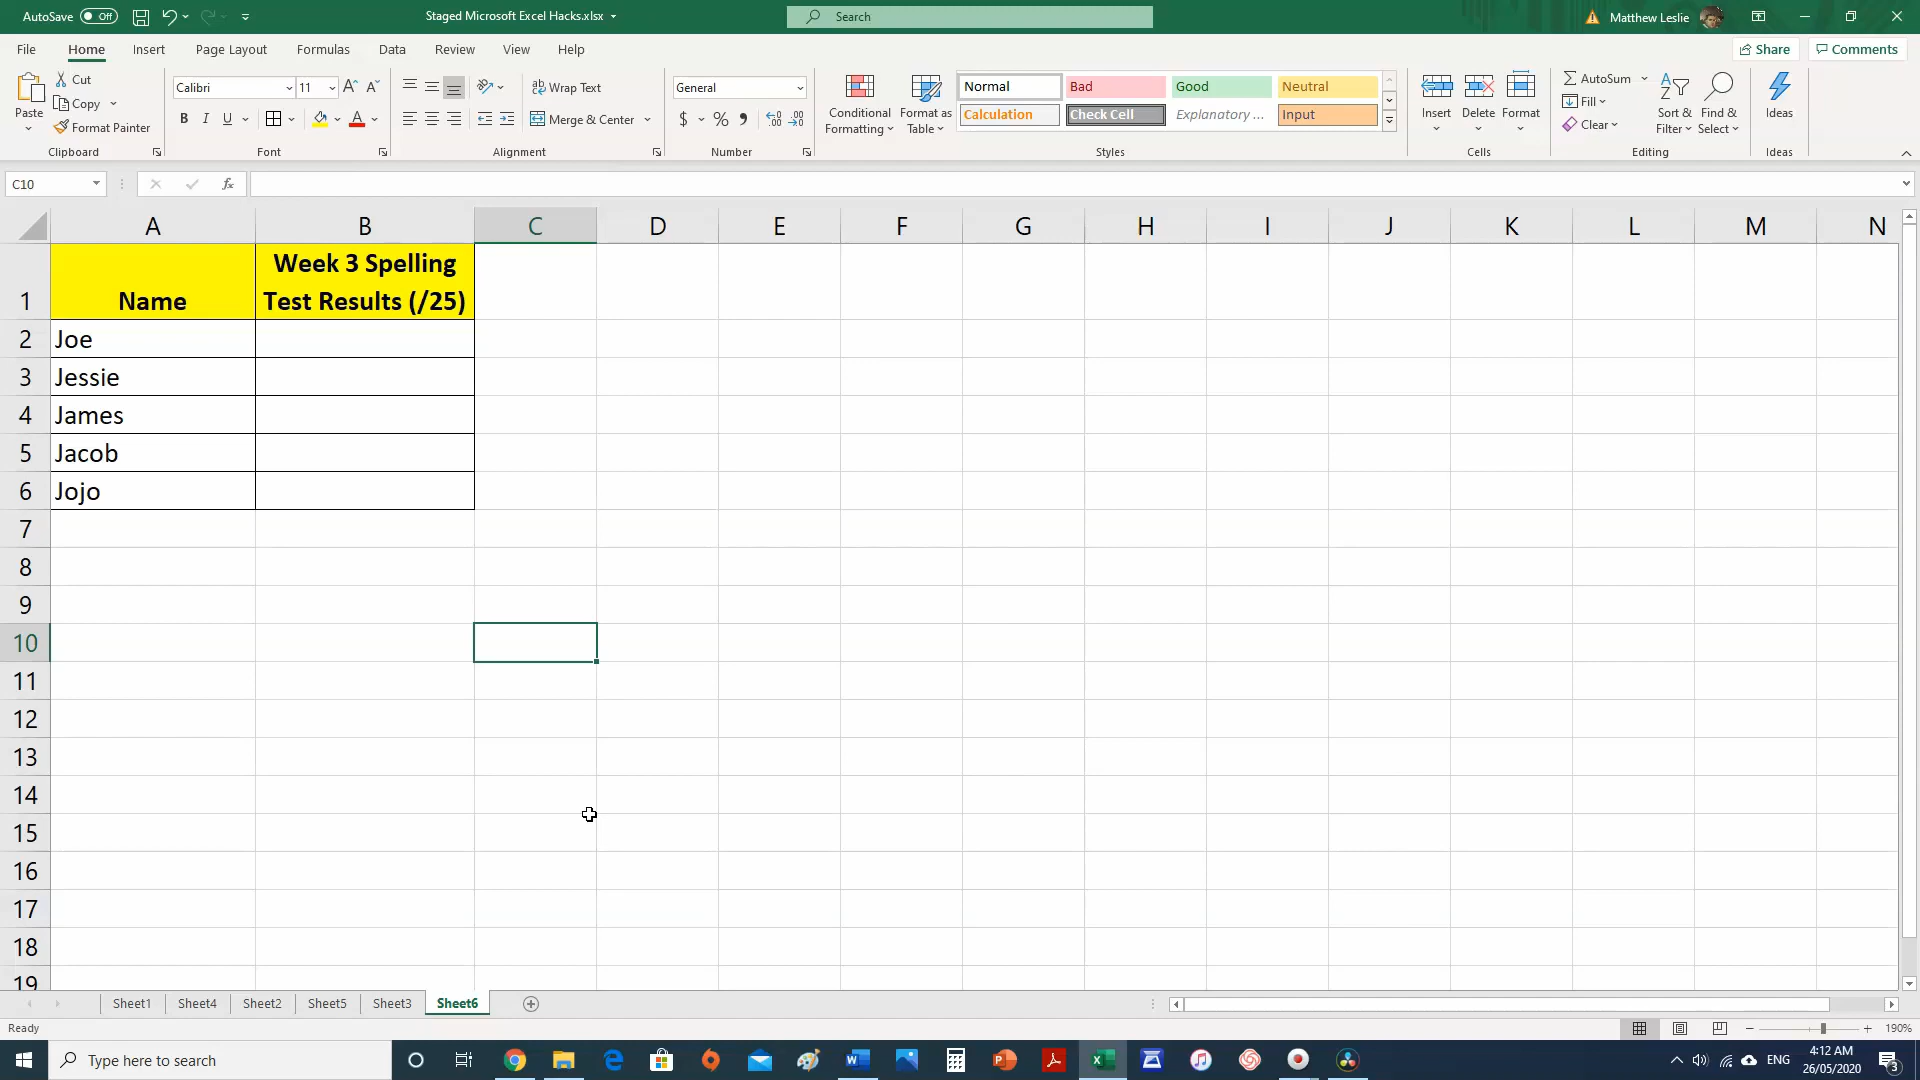 AutoSave Off
Staged Microsoft Excel Hacks.xlsx
Search
Matthew Leslie
File Home Insert Page Layout Formulas Data Review View Help
Share Comments
Paste
Cut
Copy
Format Painter
Clipboard
Calibri 11
B I U
Font
Wrap Text
Merge & Center
Alignment
General
$ %
Number
Conditional
Formatting
Format as
Table
Normal Bad Good Neutral
Calculation Check Cell Explanatory ... Input
Styles
Insert Delete Format
Cells
AutoSum
Fill
Clear
Sort &
Filter
Find &
Select
Editing
Ideas
Ideas
C10
fx
A B C D E F G H I J K L M N
Week 3 Spelling
1 Name Test Results (/25)
2 Joe
3 Jessie
4 James
5 Jacob
6 Jojo
7
8
9
10
11
12
13
14
15
16
17
18
19
Sheet1 Sheet4 Sheet2 Sheet5 Sheet3 Sheet6
Ready
190%
Type here to search
ENG
4:12 AM
26/05/2020
3